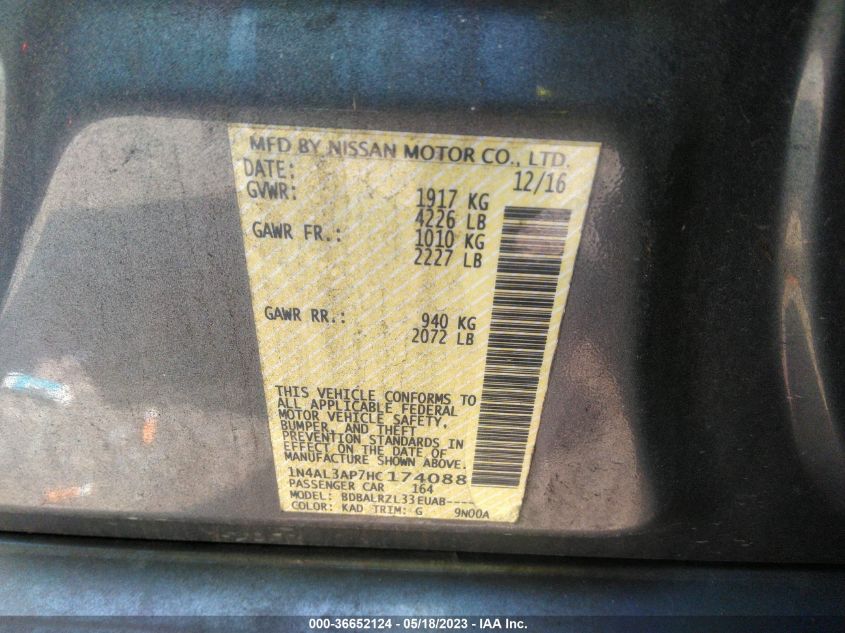 MFD BY NISSAN MOTOR CO., LTD.
DATE: 12/16
GVWR: 1917 KG
4226 LB
GAWR FR.: 1010 KG
2227 LB
GAWR RR.: 940 KG
2072 LB
THIS VEHICLE CONFORMS TO
ALL APPLICABLE FEDERAL
MOTOR VEHICLE SAFETY,
BUMPER, AND THEFT
PREVENTION STANDARDS IN
EFFECT ON THE DATE OF
MANUFACTURE SHOWN ABOVE.
1N4AL3AP7HC174088
PASSENGER CAR 164
MODEL: BDBALRZL33EUAB----
COLOR: KAD TRIM: G 9N00A
000-36652124 - 05/18/2023 - IAA Inc.